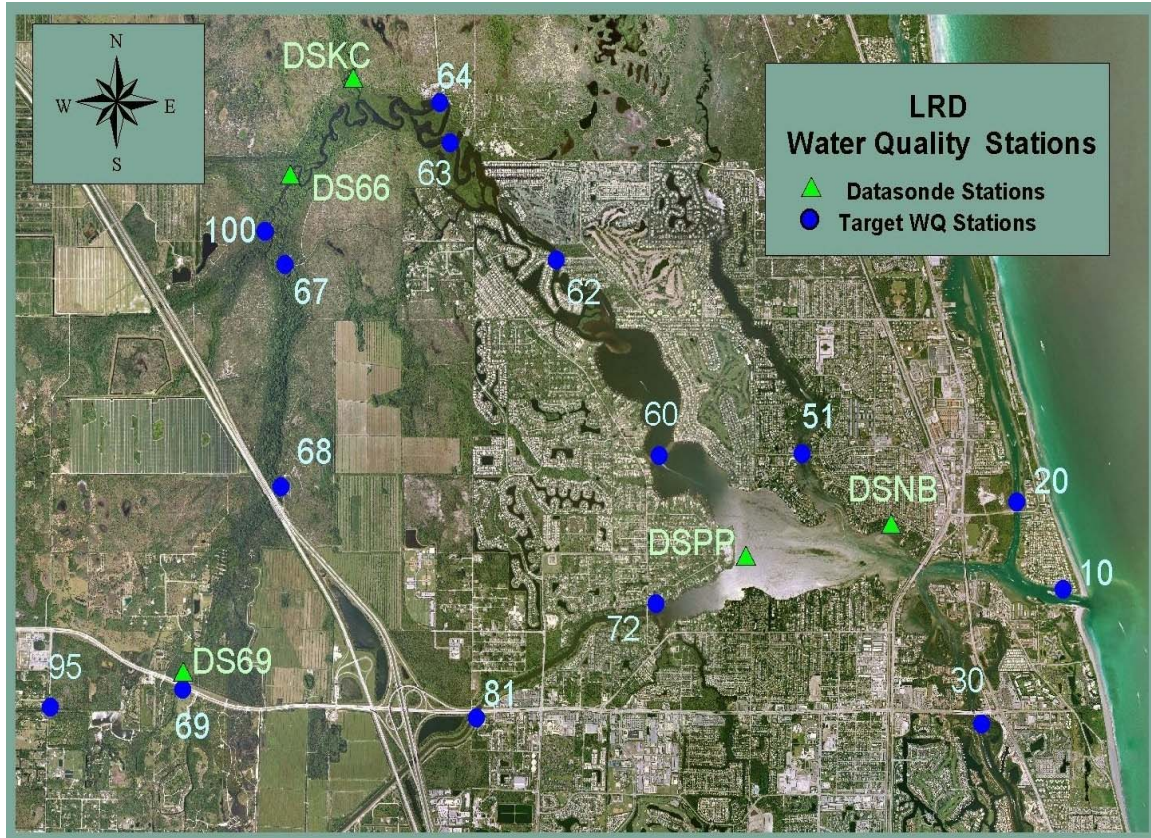 N
W E
S
LRD
Water Quality Stations
Datasonde Stations
Target WQ Stations
DSKC
64
63
DS66
100
67
62
68
60
51
DSNB
20
DSPP
10
72
95
DS69
69
81
30